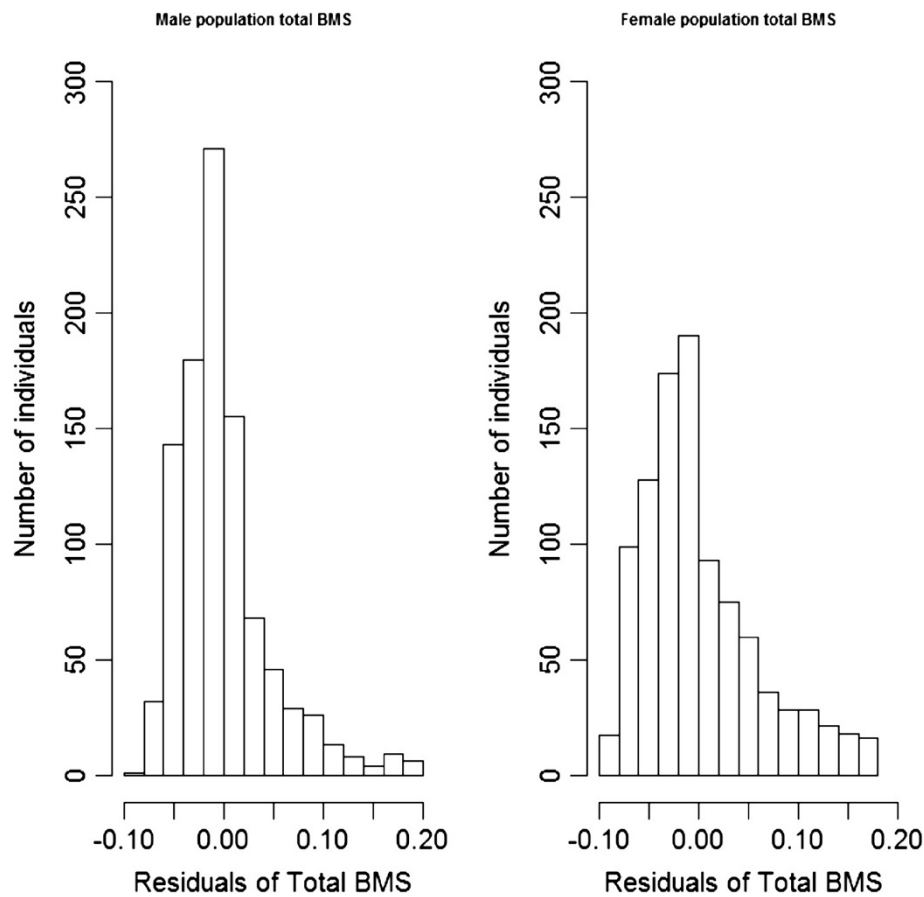 Male population total BMS
300
250
200
150
100
50
0
Number of individuals
-0.10 0.00 0.10 0.20
Residuals of Total BMS
Female population total BMS
300
250
200
150
100
50
0
Number of individuals
-0.10 0.00 0.10 0.20
Residuals of Total BMS